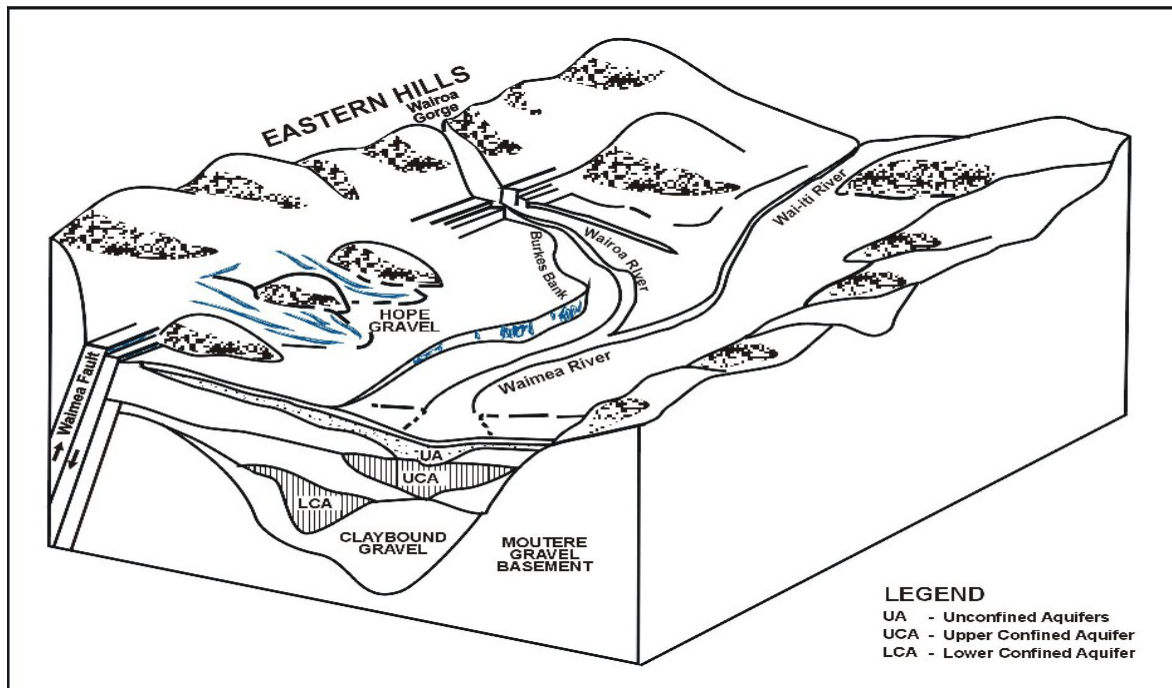 EASTERN HILLS
Wairoa
Gorge
Wai-iti River
Wairoa River
Burkes Bank
HOPE
GRAVEL
Waimea River
Waimea Fault
UA
UCA
LCA
CLAYBOUND
GRAVEL
MOUTERE
GRAVEL
BASEMENT
LEGEND
UA - Unconfined Aquifers
UCA - Upper Confined Aquifer
LCA - Lower Confined Aquifer